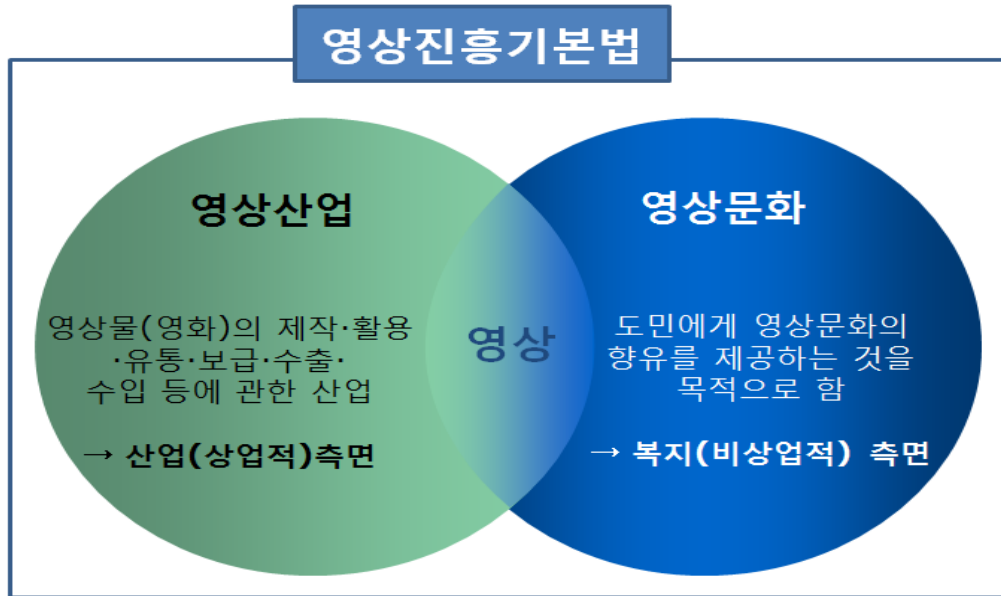 영상진흥기본법
영상산업
영상물(영화)의 제작·활용
·유통·보급·수출·
수입 등에 관한 산업
→ 산업(상업적)측면
영상
영상문화
도민에게 영상문화의
향유를 제공하는 것을
목적으로 함
→ 복지(비상업적) 측면